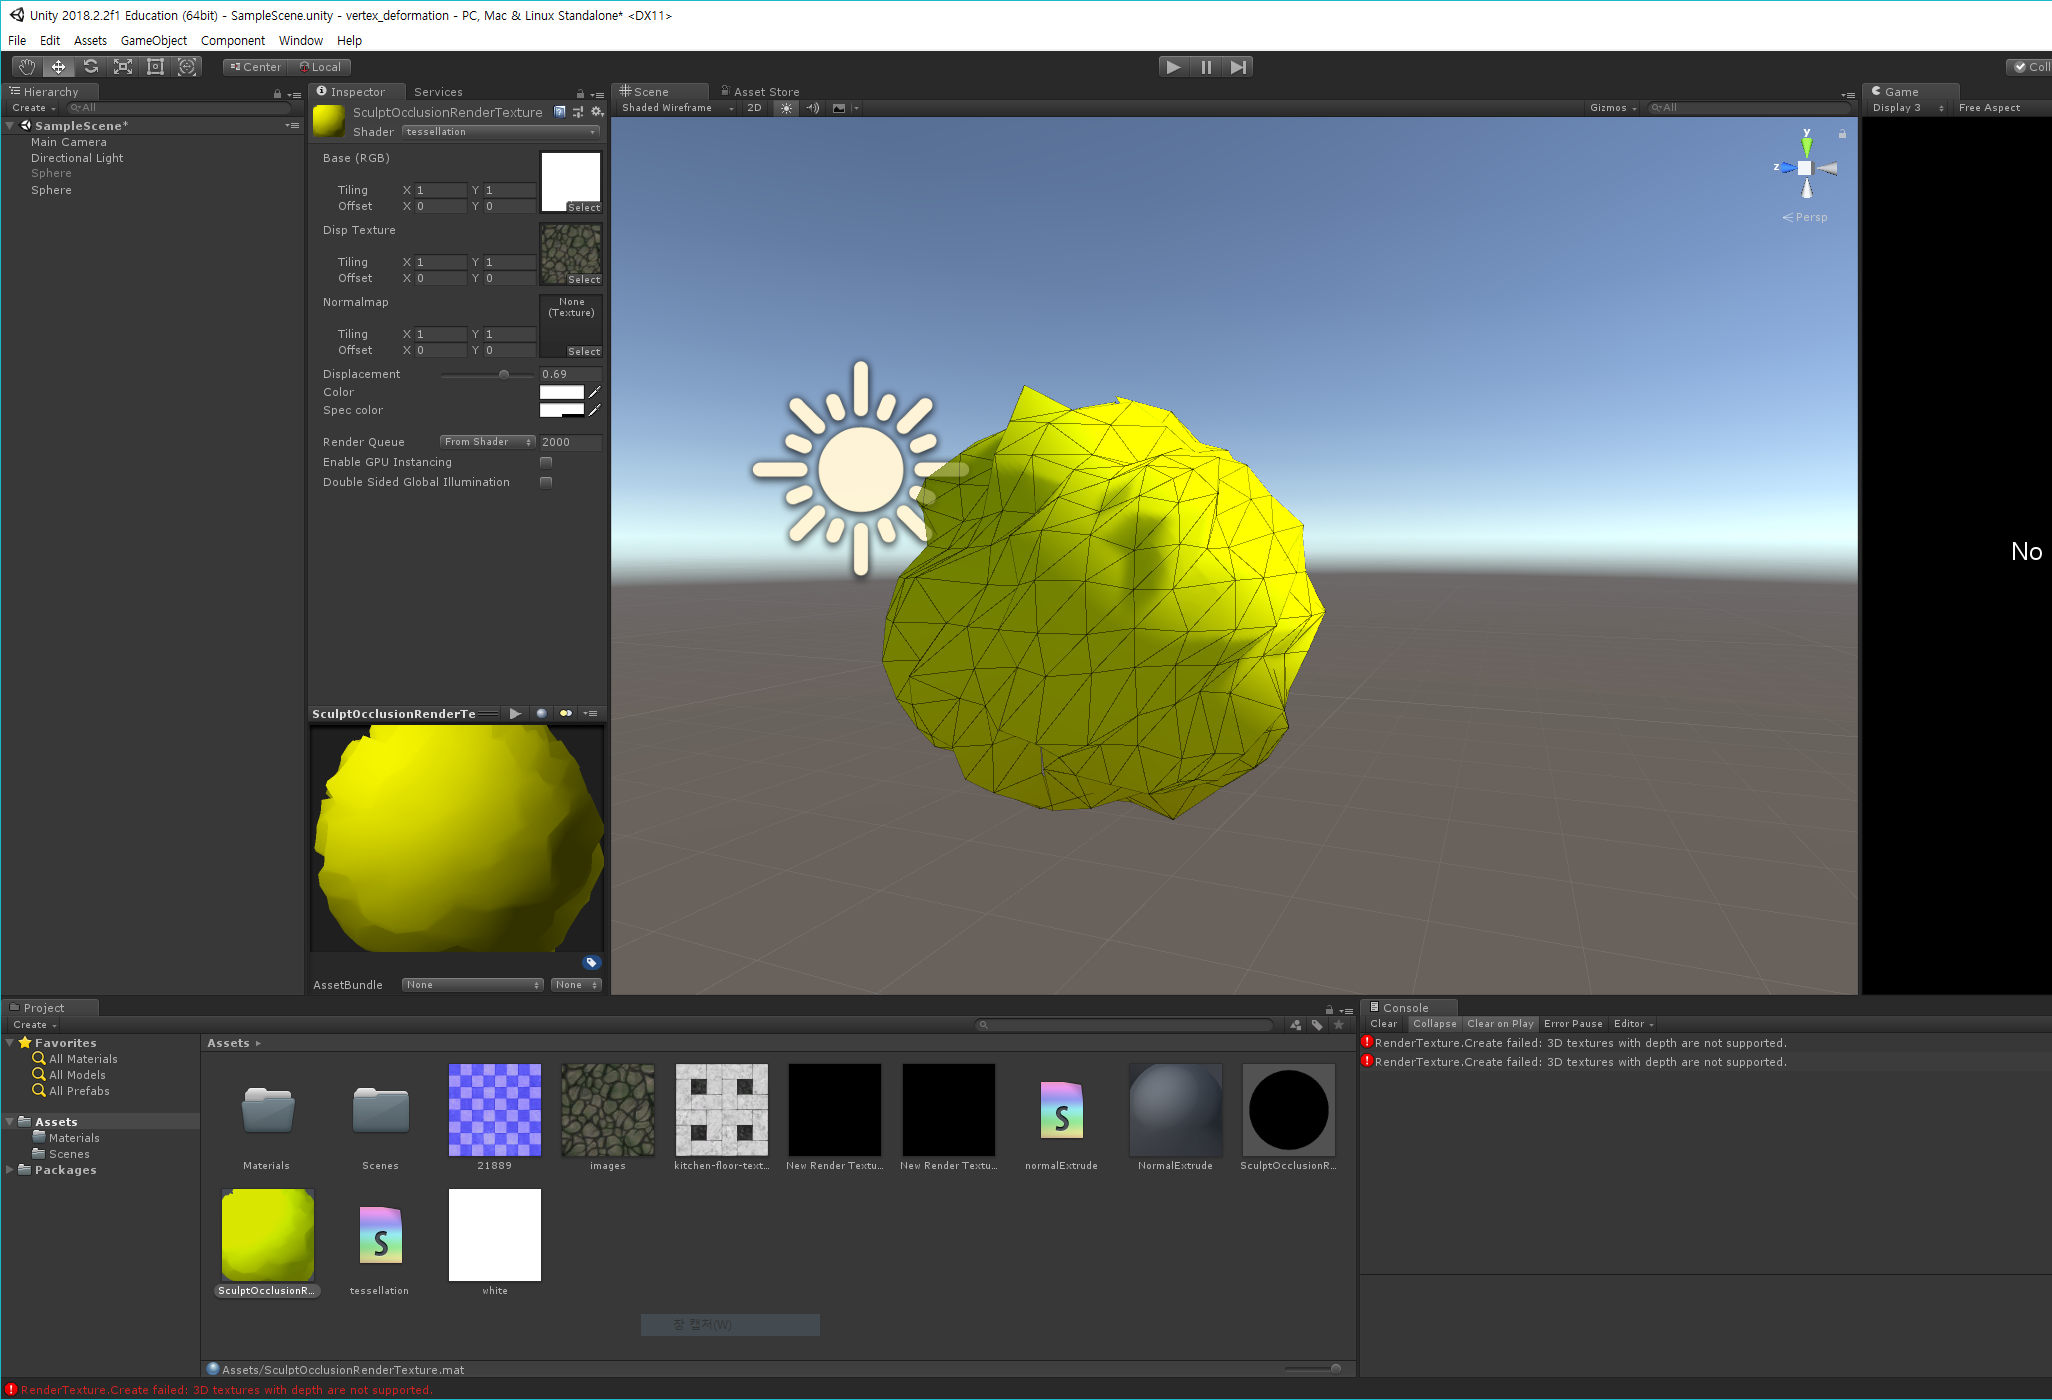 Unity 2018.2.2f1 Education (64bit) - SampleScene.unity - vertex_deformation - PC, Mac & Linux Standalone* <DX11>
File Edit Assets GameObject Component Window Help
Center Local Coll
Hierarchy
Create All
SampleScene*
Main Camera
Directional Light
Sphere
Sphere
Inspector Services
SculptOcclusionRenderTexture
Shader tessellation
Base (RGB)
Tiling X 1 Y 1
Offset X 0 Y 0
Select
Disp Texture
Tiling X 1 Y 1
Offset X 0 Y 0
Select
Normalmap
None
(Texture)
Tiling X 1 Y 1
Offset X 0 Y 0
Select
Displacement 0.69
Color
Spec color
Render Queue From Shader 2000
Enable GPU Instancing
Double Sided Global Illumination
SculptOcclusionRenderTe
AssetBundle None None
Scene Asset Store
Shaded Wireframe 2D Gizmos All
y
z
Persp
Game
Display 3 Free Aspect
No
Project
Create
Favorites
All Materials
All Models
All Prefabs
Assets
Materials
Scenes
Packages
Assets
Materials Scenes 21889 images kitchen-floor-text... New Render Textu... New Render Textu... normalExtrude NormalExtrude SculptOcclusionR...
SculptOcclusionR... tessellation white
창 캡처(W)
Assets/SculptOcclusionRenderTexture.mat
Console
Clear Collapse Clear on Play Error Pause Editor
RenderTexture.Create failed: 3D textures with depth are not supported.
RenderTexture.Create failed: 3D textures with depth are not supported.
RenderTexture.Create failed: 3D textures with depth are not supported.